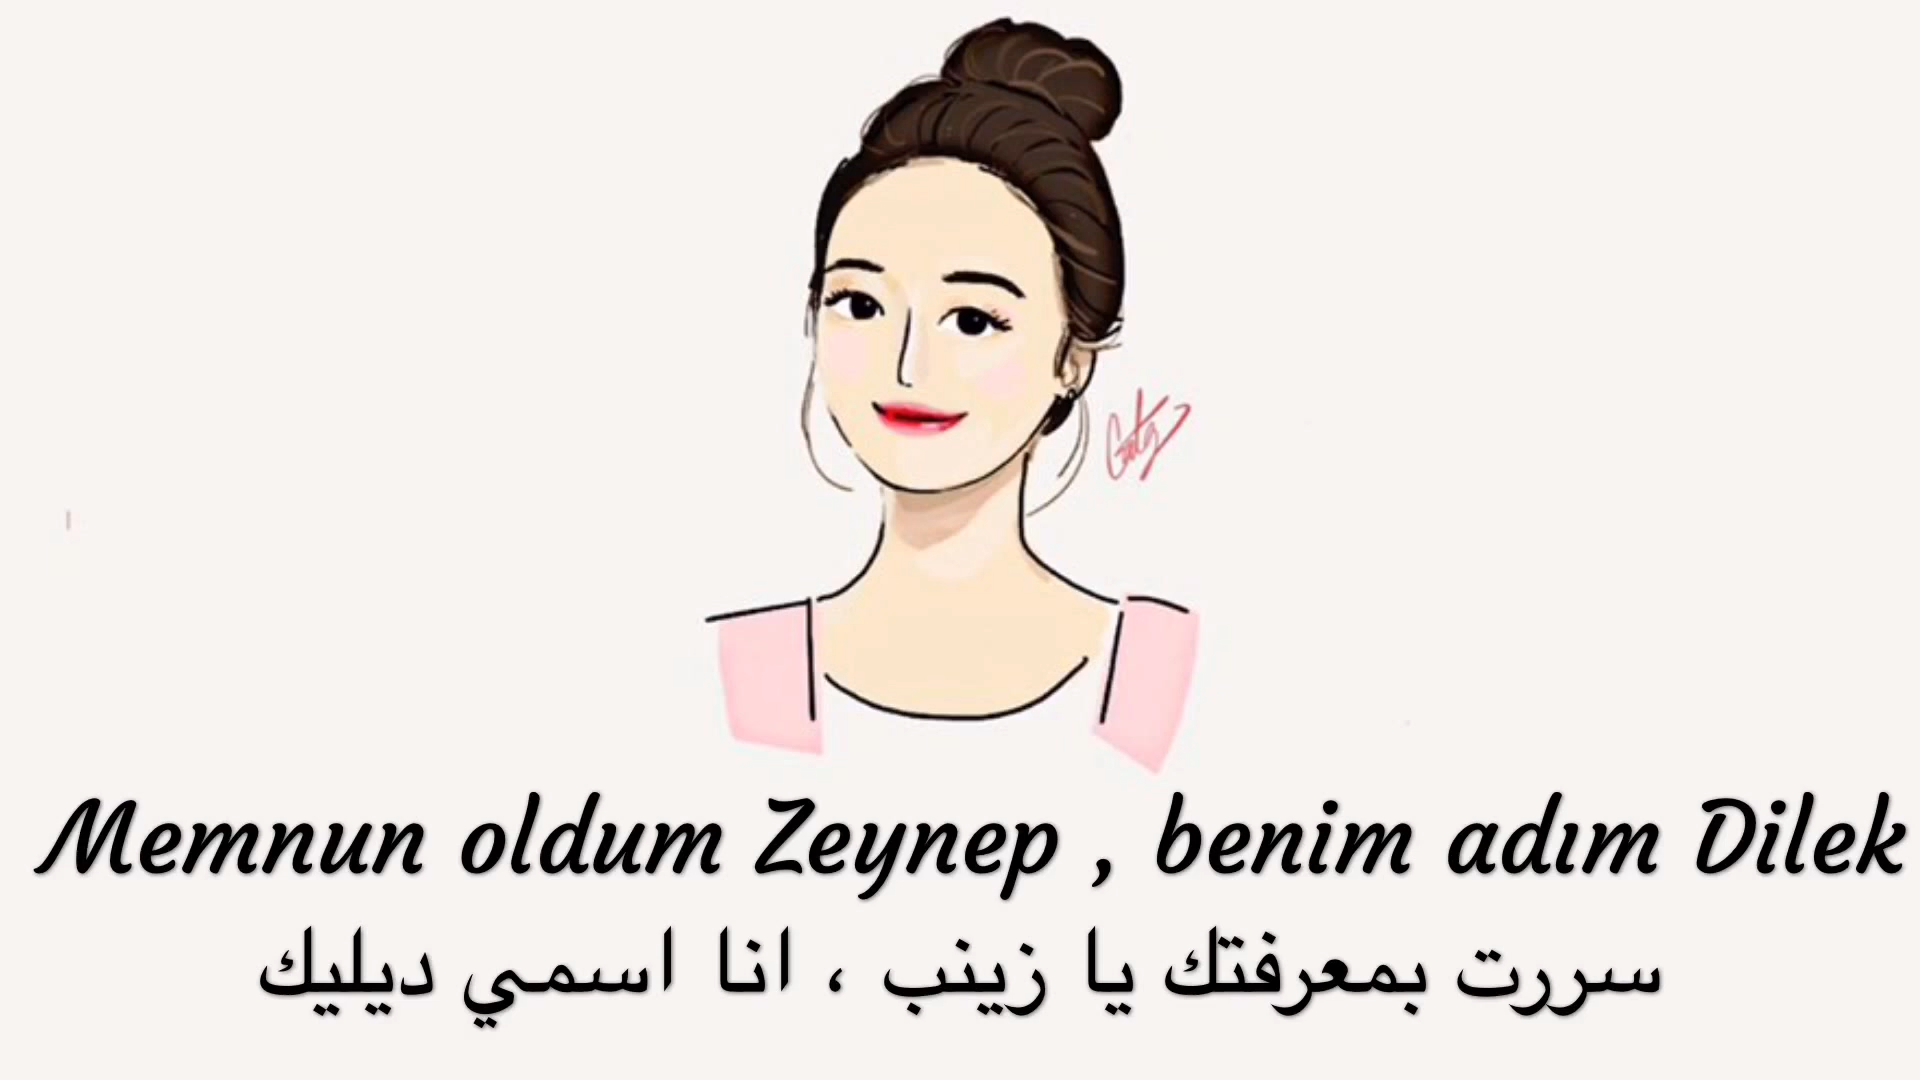 Memnun oldum Zeynep , benim adım Dilek
سررت بمعرفتك يا زينب ، انا اسمي ديليك